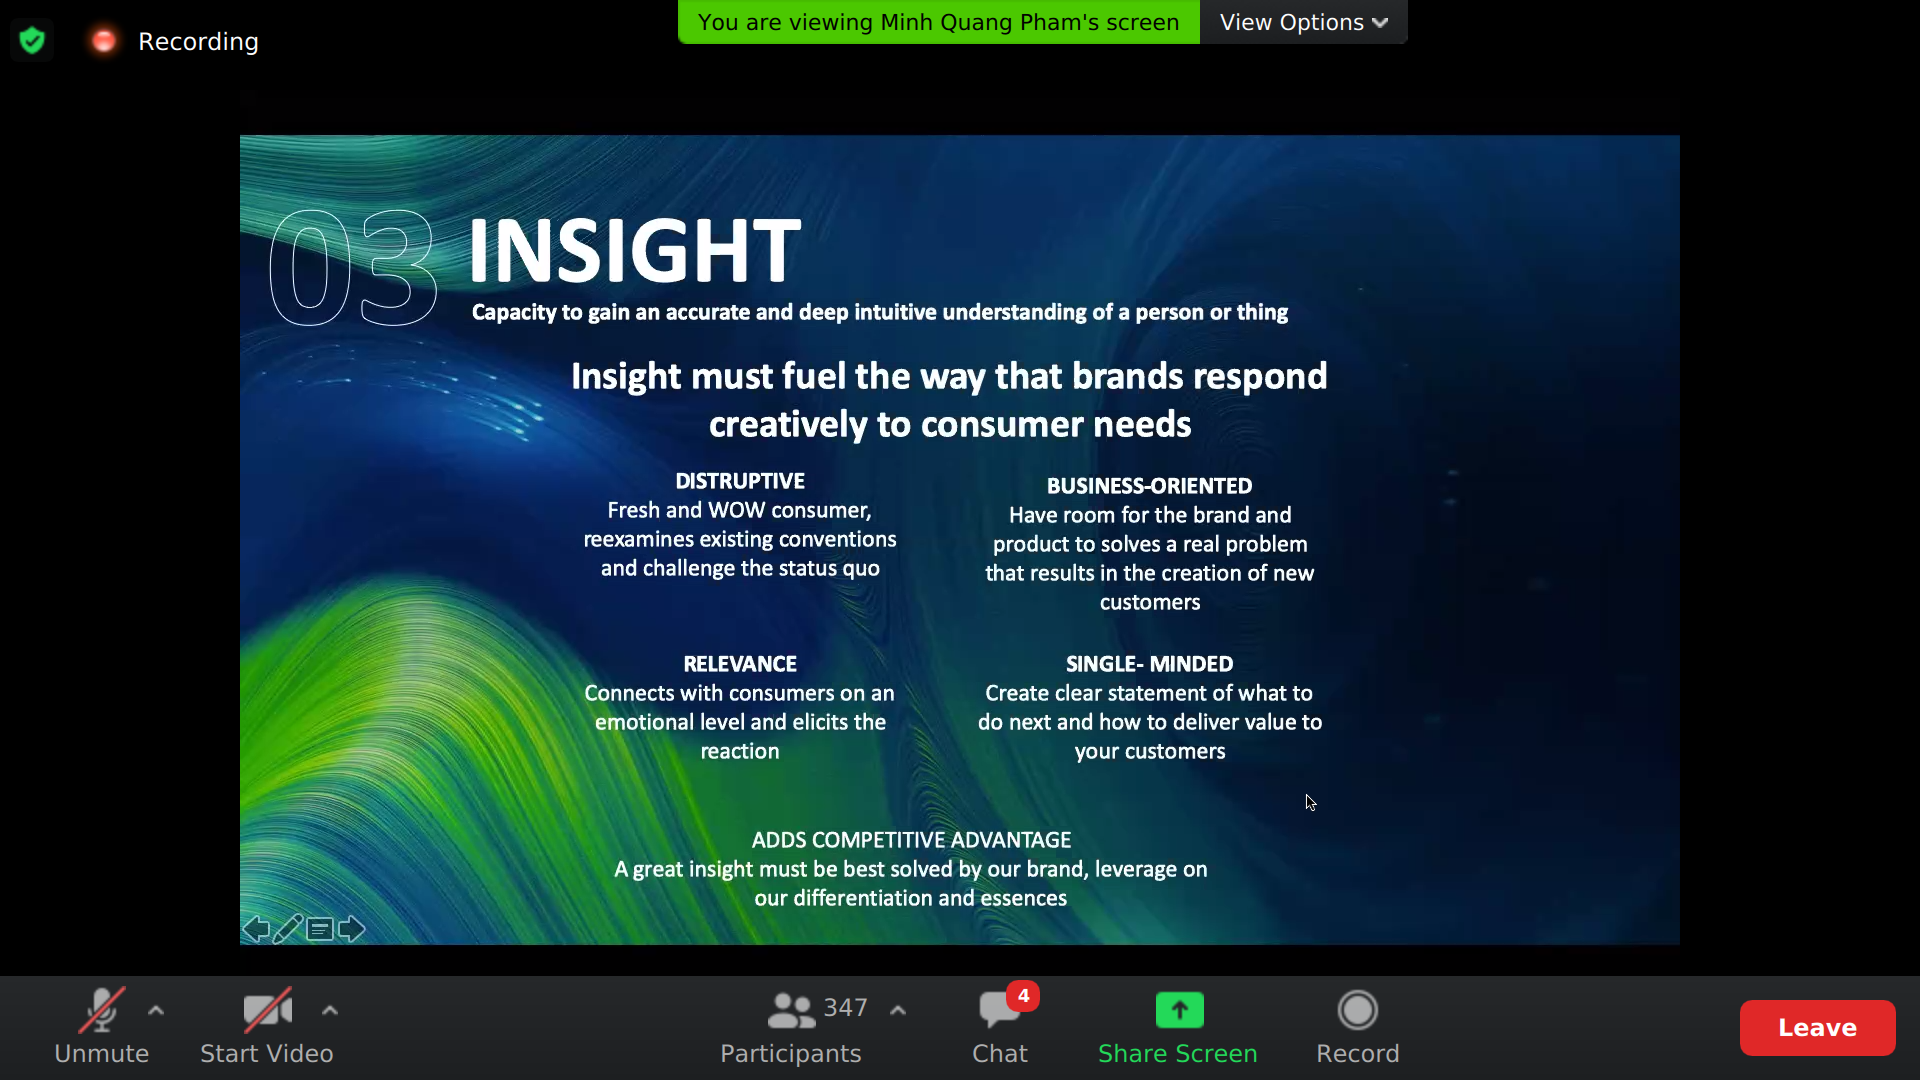 Recording
You are viewing Minh Quang Pham's screen
View Options
03
INSIGHT
Capacity to gain an accurate and deep intuitive understanding of a person or thing
Insight must fuel the way that brands respond
creatively to consumer needs
DISTRUPTIVE
Fresh and WOW consumer,
reexamines existing conventions
and challenge the status quo
BUSINESS-ORIENTED
Have room for the brand and
product to solves a real problem
that results in the creation of new
customers
RELEVANCE
Connects with consumers on an
emotional level and elicits the
reaction
SINGLE- MINDED
Create clear statement of what to
do next and how to deliver value to
your customers
ADDS COMPETITIVE ADVANTAGE
A great insight must be best solved by our brand, leverage on
our differentiation and essences
Unmute
Start Video
347
Participants
4
Chat
Share Screen
Record
Leave